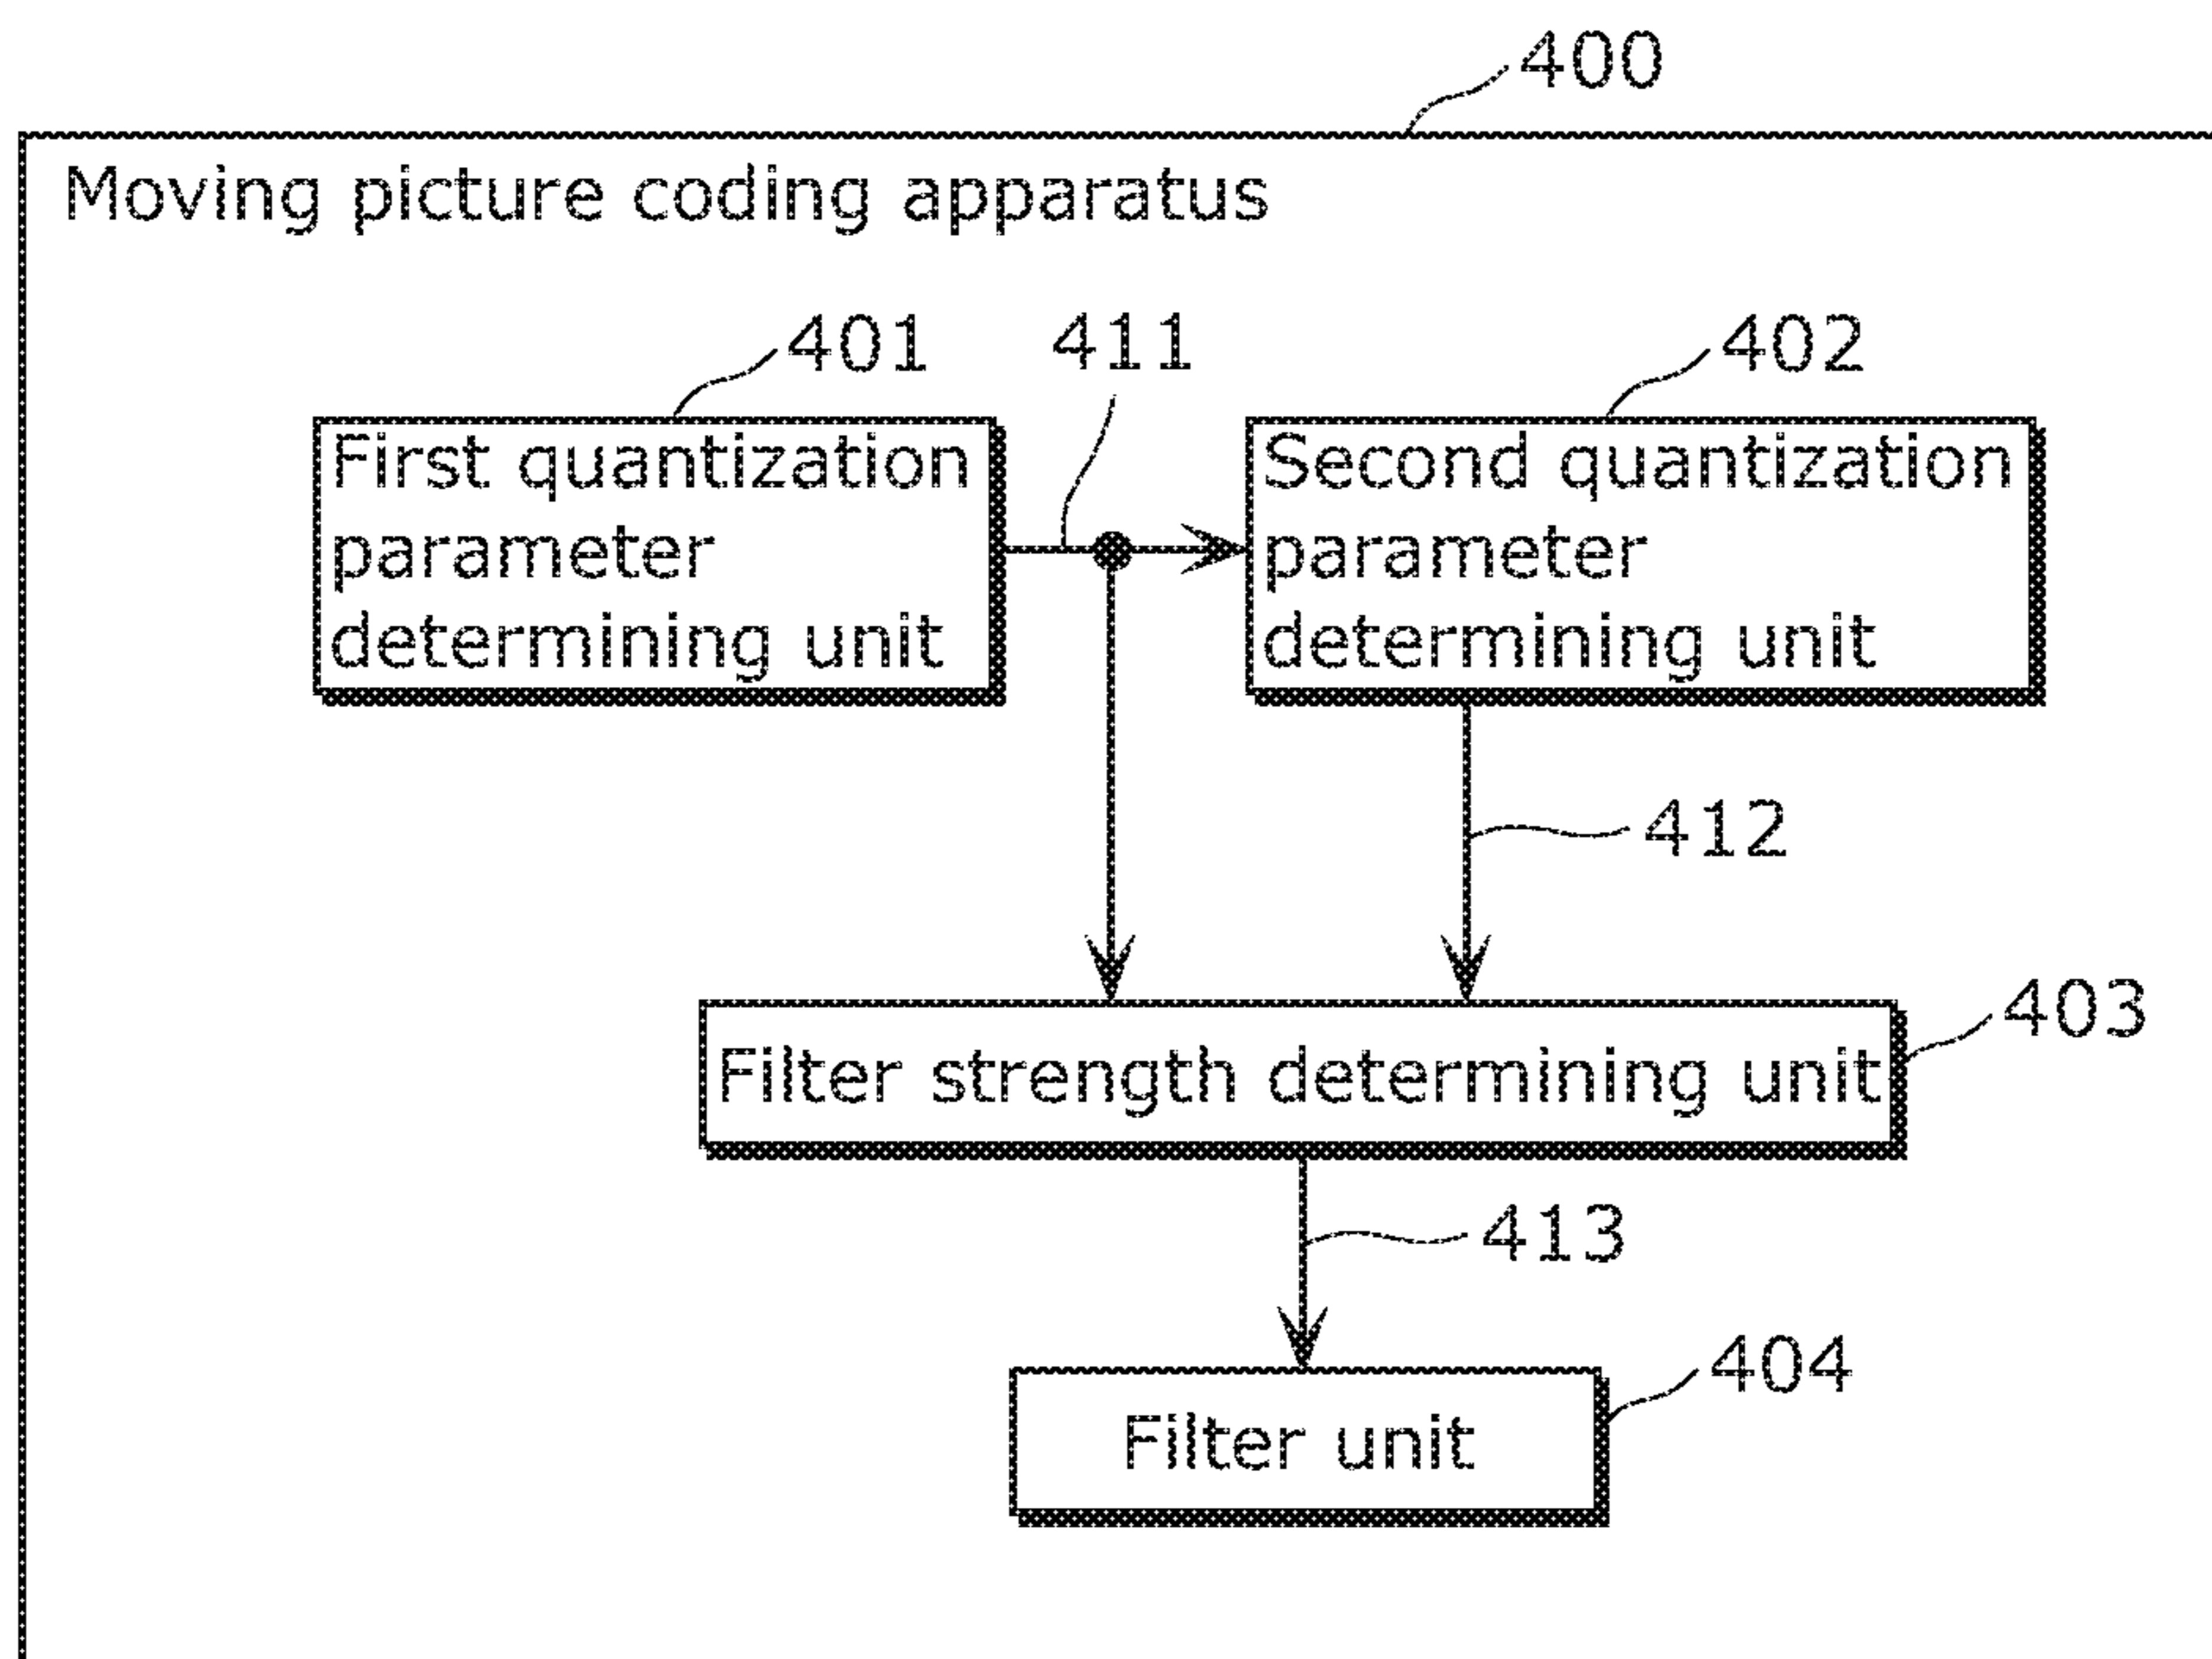 400
Moving picture coding apparatus
401
411
402
First quantization
parameter
determining unit
Second quantization
parameter
determining unit
412
403
Filter strength determining unit
413
404
Filter unit